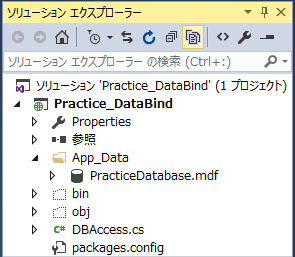 ソリューション エクスプローラー
ソリューション エクスプローラー の検索 (Ctrl+:)
ソリューション 'Practice_DataBind' (1 プロジェクト)
Practice_DataBind
Properties
参照
App_Data
PracticeDatabase.mdf
bin
obj
C# DBAccess.cs
packages.config